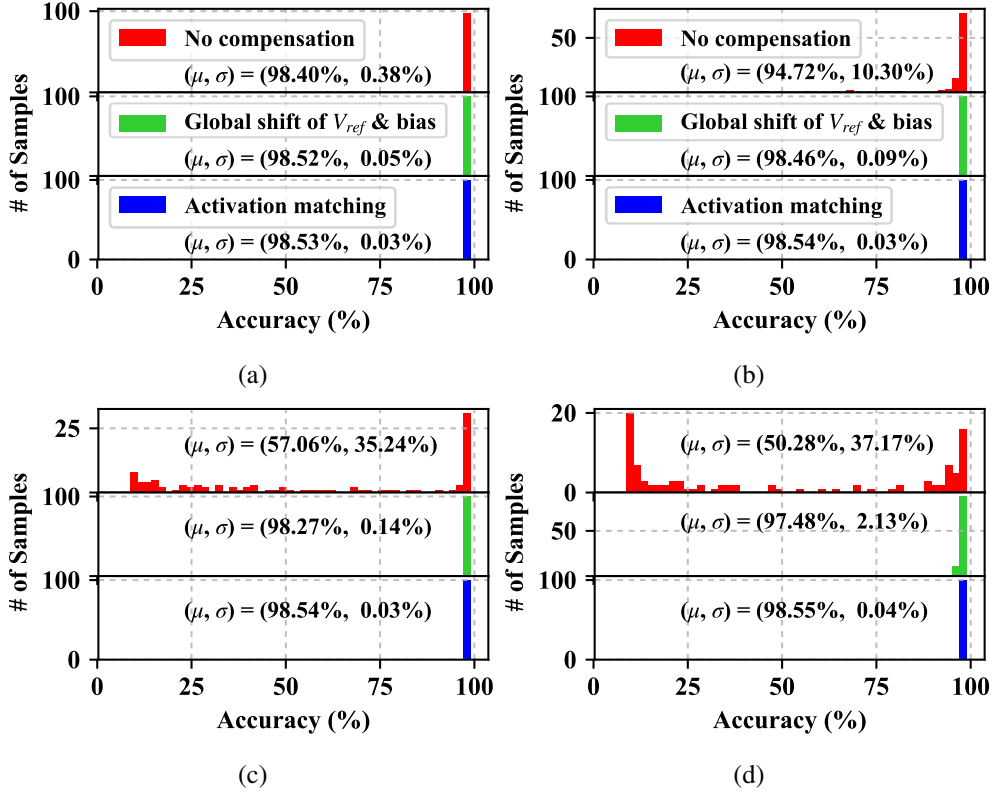 # of Samples
100
No compensation
(μ, σ) = (98.40%, 0.38%)
100
Global shift of Vref & bias
(μ, σ) = (98.52%, 0.05%)
100
Activation matching
(μ, σ) = (98.53%, 0.03%)
0
0 25 50 75 100
Accuracy (%)
(a)
# of Samples
50
No compensation
(μ, σ) = (94.72%, 10.30%)
100
Global shift of Vref & bias
(μ, σ) = (98.46%, 0.09%)
100
Activation matching
(μ, σ) = (98.54%, 0.03%)
0
0 25 50 75 100
Accuracy (%)
(b)
# of Samples
25
(μ, σ) = (57.06%, 35.24%)
100
(μ, σ) = (98.27%, 0.14%)
100
(μ, σ) = (98.54%, 0.03%)
0
0 25 50 75 100
Accuracy (%)
(c)
# of Samples
20
(μ, σ) = (50.28%, 37.17%)
0
(μ, σ) = (97.48%, 2.13%)
50
100
(μ, σ) = (98.55%, 0.04%)
0
0 25 50 75 100
Accuracy (%)
(d)